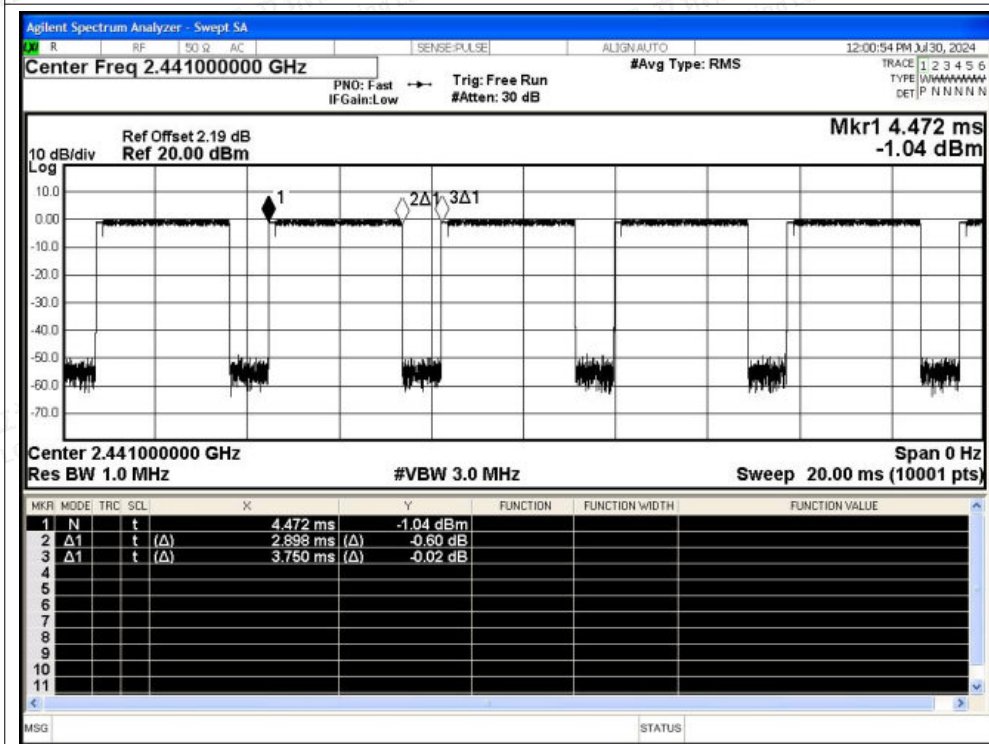 Agilent Spectrum Analyzer - Swept SA
LXI R RF 50 Ω AC SENSE:PULSE ALIGNAUTO 12:00:54 PM Jul 30, 2024
Center Freq 2.441000000 GHz
PNO: Fast
IFGain:Low
Trig: Free Run
#Atten: 30 dB
#Avg Type: RMS
TRACE 1 2 3 4 5 6
TYPE WWWWWW
DET P N N N N N
Ref Offset 2.19 dB
10 dB/div Ref 20.00 dBm
Log
Mkr1 4.472 ms
-1.04 dBm
10.0
0.00
-10.0
-20.0
-30.0
-40.0
-50.0
-60.0
-70.0
1
2Δ1
3Δ1
Center 2.441000000 GHz Span 0 Hz
Res BW 1.0 MHz #VBW 3.0 MHz Sweep 20.00 ms (10001 pts)
MKR MODE TRC SCL X Y FUNCTION FUNCTION WIDTH FUNCTION VALUE
1 N t 4.472 ms -1.04 dBm
2 Δ1 t (Δ) 2.898 ms (Δ) -0.60 dB
3 Δ1 t (Δ) 3.750 ms (Δ) -0.02 dB
4
5
6
7
8
9
10
11
MSG STATUS